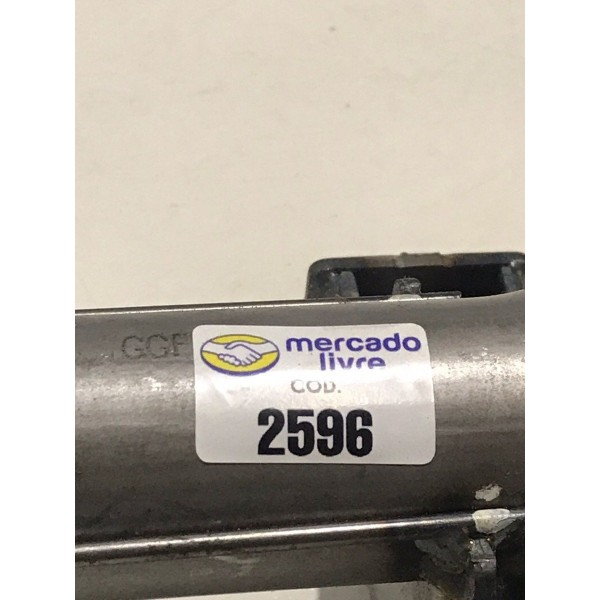 GGF
mercado
livre
COD.
2596